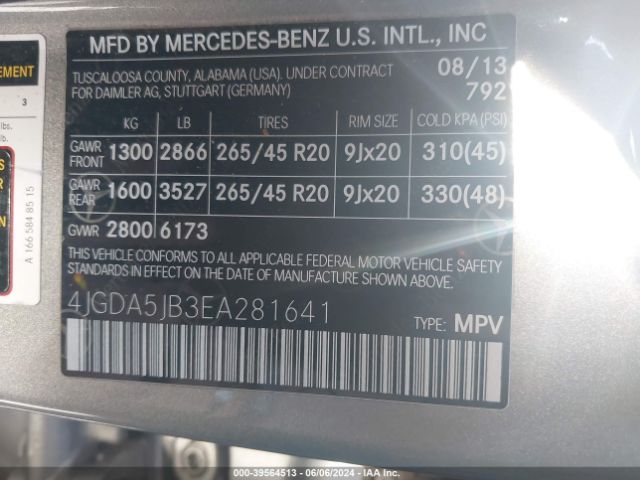 MFD BY MERCEDES-BENZ U.S. INTL., INC
TUSCALOOSA COUNTY, ALABAMA (USA). UNDER CONTRACT
FOR DAIMLER AG, STUTTGART (GERMANY)
08/13
792
KG LB TIRES RIM SIZE COLD KPA (PSI)
GAWR FRONT 1300 2866 265/45 R20 9Jx20 310(45)
GAWR REAR 1600 3527 265/45 R20 9Jx20 330(48)
GVWR 2800 6173
THIS VEHICLE CONFORMS TO ALL APPLICABLE FEDERAL MOTOR VEHICLE SAFETY
STANDARDS IN EFFECT ON THE DATE OF MANUFACTURE SHOWN ABOVE.
4JGDA5JB3EA281641
TYPE: MPV
EMENT
3
lbs.
lb.
A 166 584 85 15
000-39564513 - 06/06/2024 - IAA Inc.